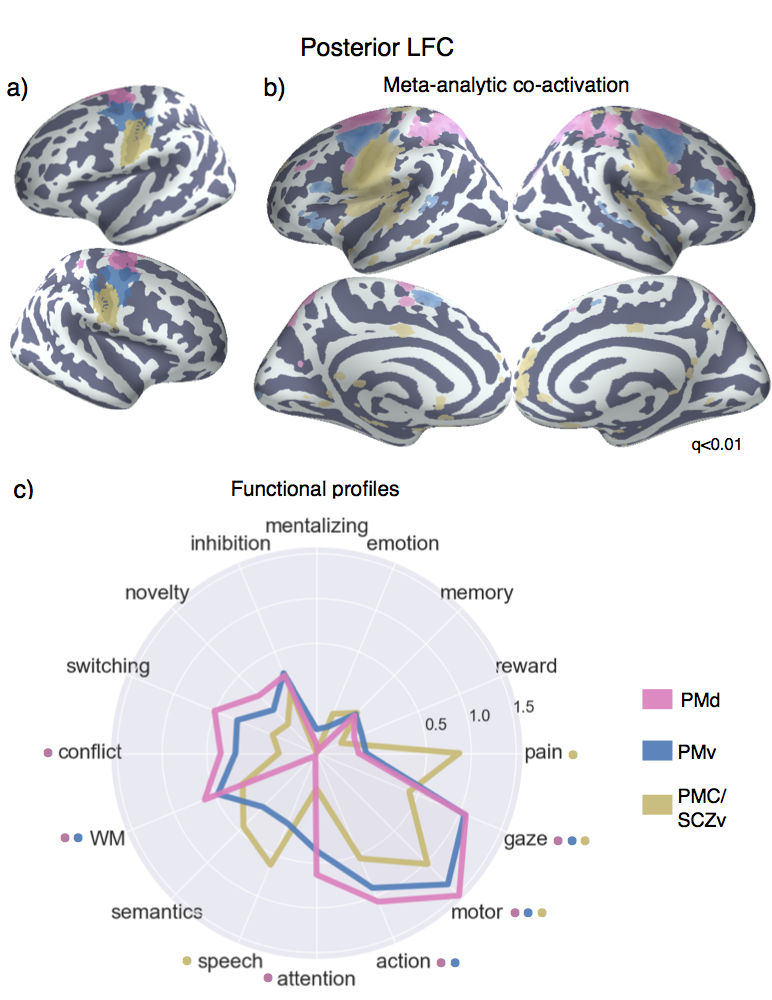 Posterior LFC
a)
b)
Meta-analytic co-activation
q<0.01
c)
Functional profiles
mentalizing
inhibition
emotion
novelty
memory
switching
reward
0.5
1.0
1.5
conflict
pain
WM
gaze
semantics
motor
speech
action
attention
PMd
PMv
PMC/
SCZv